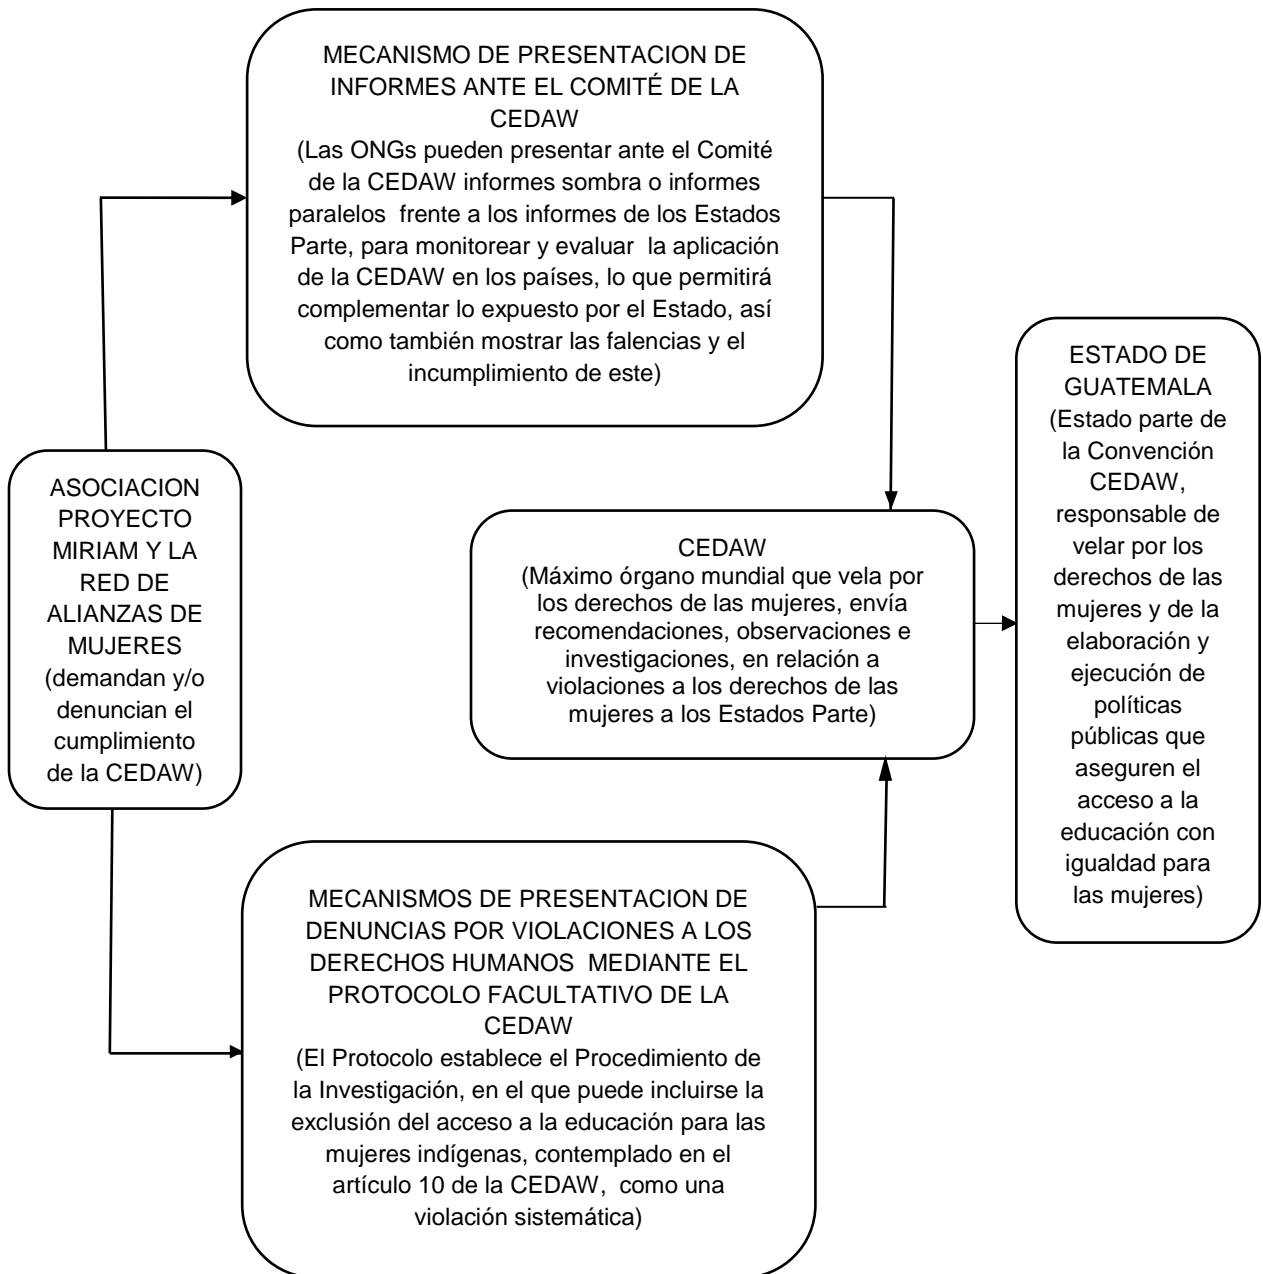 MECANISMO DE PRESENTACION DE
INFORMES ANTE EL COMITÉ DE LA
CEDAW
(Las ONGs pueden presentar ante el Comité
de la CEDAW informes sombra o informes
paralelos frente a los informes de los Estados
Parte, para monitorear y evaluar la aplicación
de la CEDAW en los países, lo que permitirá
complementar lo expuesto por el Estado, así
como también mostrar las falencias y el
incumplimiento de este)
ASOCIACION
PROYECTO
MIRIAM Y LA
RED DE
ALIANZAS DE
MUJERES
(demandan y/o
denuncian el
cumplimiento
de la CEDAW)
CEDAW
(Máximo órgano mundial que vela por
los derechos de las mujeres, envía
recomendaciones, observaciones e
investigaciones, en relación a
violaciones a los derechos de las
mujeres a los Estados Parte)
ESTADO DE
GUATEMALA
(Estado parte de
la Convención
CEDAW,
responsable de
velar por los
derechos de las
mujeres y de la
elaboración y
ejecución de
políticas
públicas que
aseguren el
acceso a la
educación con
igualdad para
las mujeres)
MECANISMOS DE PRESENTACION DE
DENUNCIAS POR VIOLACIONES A LOS
DERECHOS HUMANOS MEDIANTE EL
PROTOCOLO FACULTATIVO DE LA
CEDAW
(El Protocolo establece el Procedimiento de
la Investigación, en el que puede incluirse la
exclusión del acceso a la educación para las
mujeres indígenas, contemplado en el
artículo 10 de la CEDAW, como una
violación sistemática)